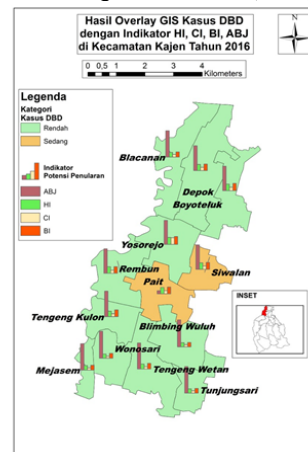 Hasil Overlay GIS Kasus DBD
dengan Indikator HI, CI, BI, ABJ
di Kecamatan Kajen Tahun 2016
0 0,5 1 2 3 4
Kilometers
Legenda
Kategori
Kasus DBD
Rendah
Sedang
Indikator
Potensi Penularan
ABJ
HI
CI
BI
Blacanan
Depok
Boyoteluk
Yosorejo
Siwalan
Rembun
Pait
Tengeng Kulon
Blimbing Wuluh
Wonosari
Mejasem
Tengeng Wetan
Tunjungsari
INSET